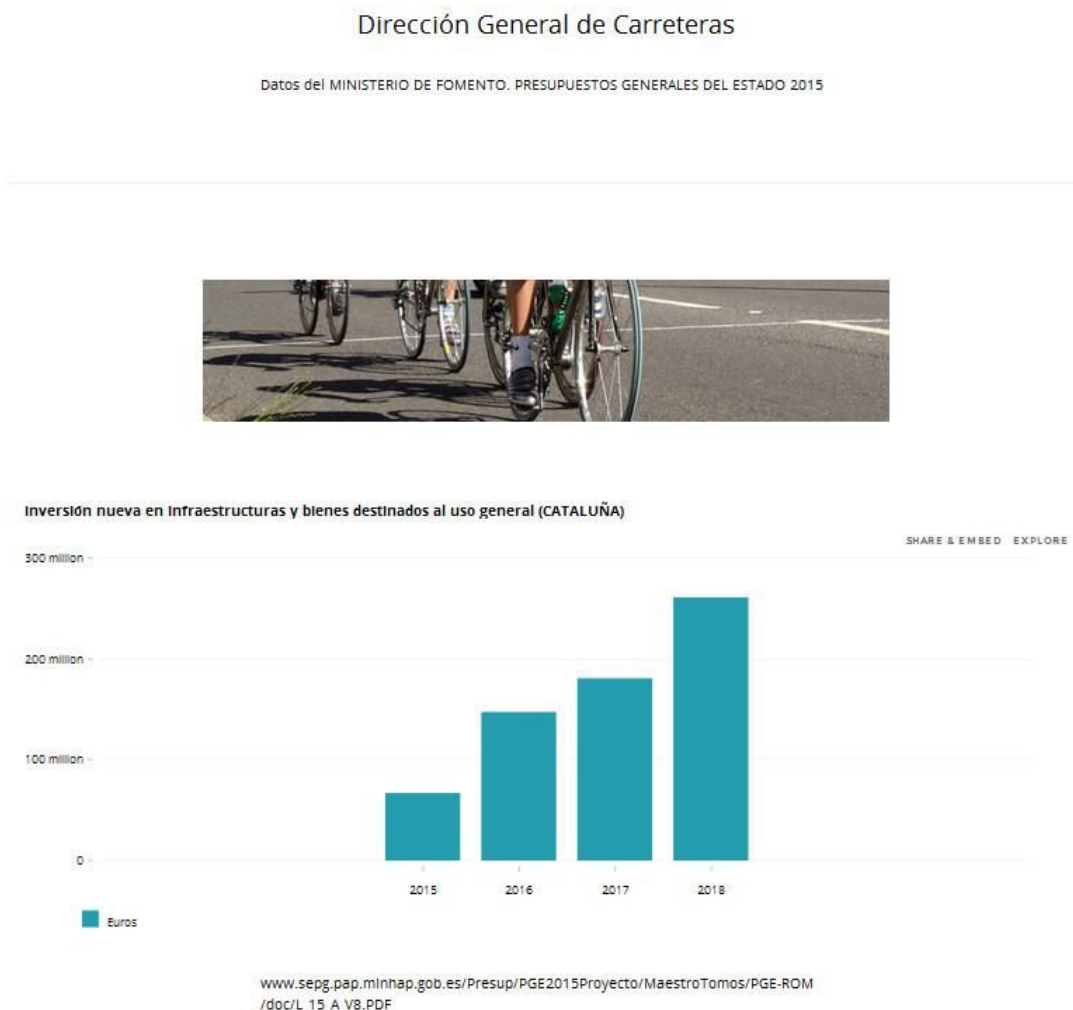 Dirección General de Carreteras
Datos del MINISTERIO DE FOMENTO. PRESUPUESTOS GENERALES DEL ESTADO 2015
Inversión nueva en infraestructuras y bienes destinados al uso general (CATALUÑA)
SHARE & EMBED EXPLORE
300 million
200 million
100 million
0
2015 2016 2017 2018
Euros
www.sepg.pap.minhap.gob.es/Presup/PGE2015Proyecto/MaestroTomos/PGE-ROM
/doc/L_15_A_V8.PDF